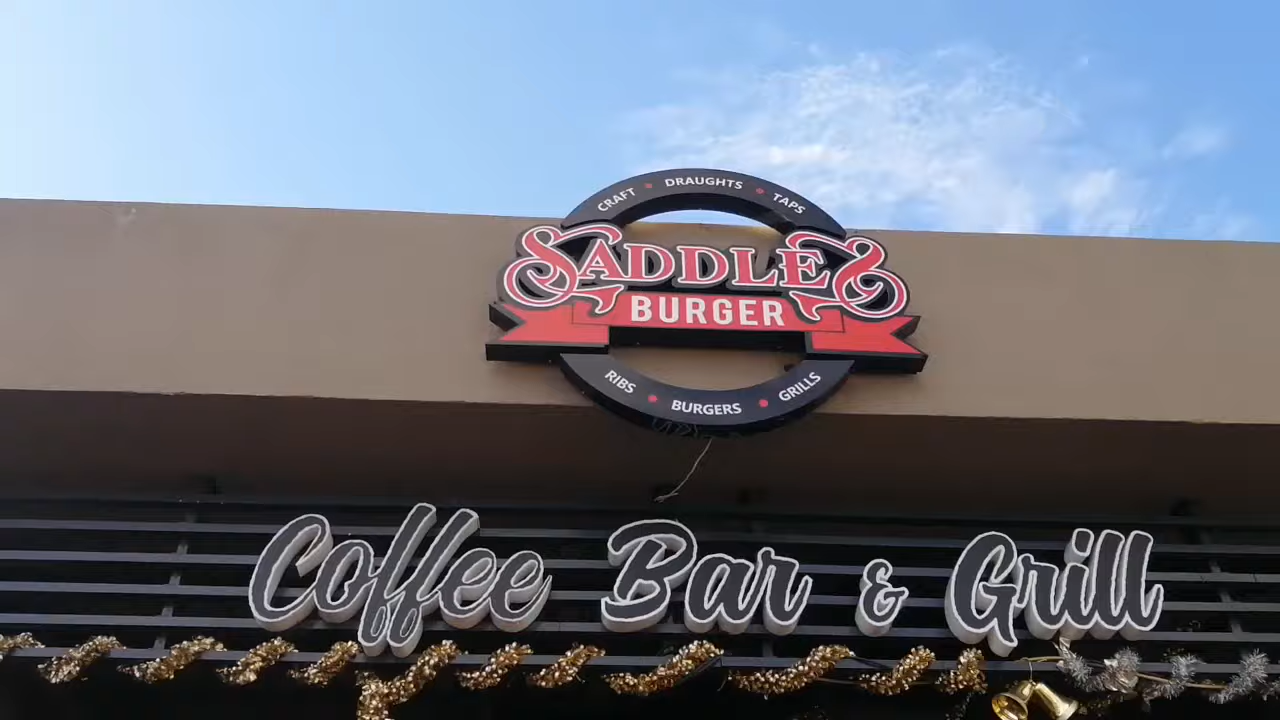 CRAFT • DRAUGHTS • TAPS
SADDLES
BURGER
RIBS • BURGERS • GRILLS
Coffee Bar & Grill